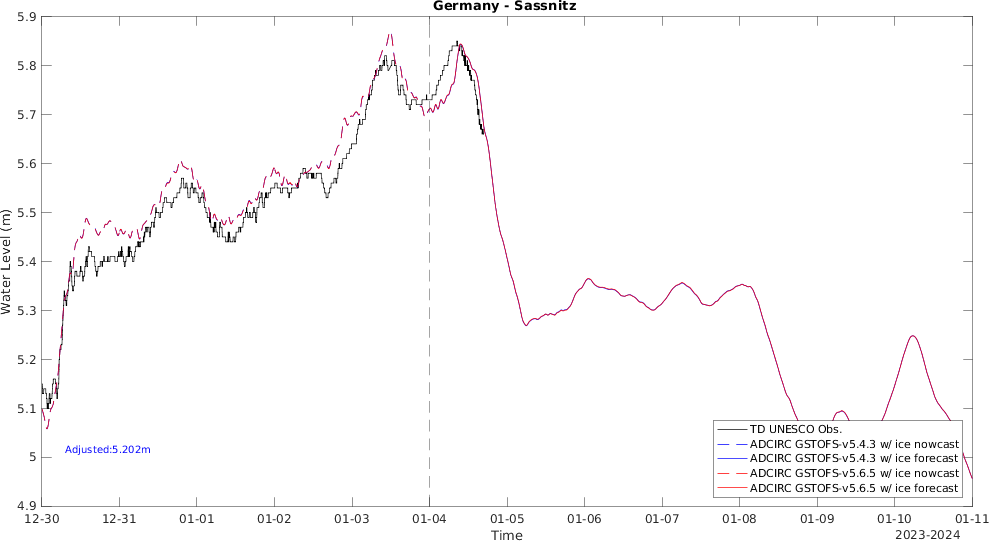 Germany - Sassnitz
5.9
5.8
5.7
5.6
5.5
5.4
5.3
5.2
5.1
5
4.9
Water Level (m)
Adjusted:5.202m
TD UNESCO Obs.
ADCIRC GSTOFS-v5.4.3 w/ ice nowcast
ADCIRC GSTOFS-v5.4.3 w/ ice forecast
ADCIRC GSTOFS-v5.6.5 w/ ice nowcast
ADCIRC GSTOFS-v5.6.5 w/ ice forecast
12-30 12-31 01-01 01-02 01-03 01-04 01-05 01-06 01-07 01-08 01-09 01-10 01-11
Time
2023-2024